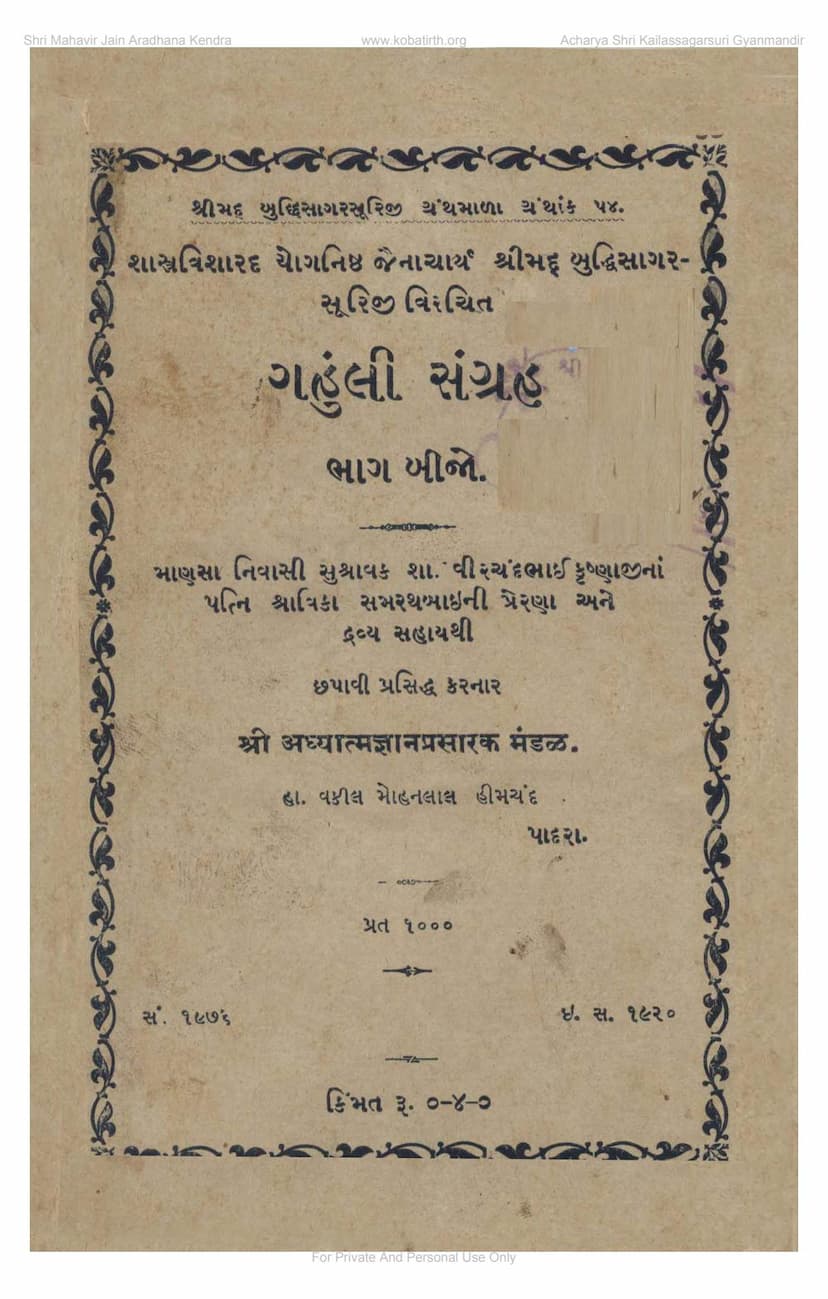 Shri Mahavir Jain Aradhana Kendra www.kobatirth.org Acharya Shri Kailassagarsuri Gyanmandir
શ્રીમદ્ બુદ્ધિસાગરસૂરિજી ગ્રંથમાળા ગ્રંથાંક ૫૪.
શાસ્ત્રવિશારદ યોગનિષ્ઠ જૈનાચાર્ય શ્રીમદ્ બુદ્ધિસાગર-
સૂરિજી વિરચિત
ગહુંલી સંગ્રહ
ભાગ બીજો.
માણસા નિવાસી સુશ્રાવક શા. વીરચંદભાઈ કૃષ્ણાજીનાં
પત્નિ શ્રાવિકા સમરથબાઇની પ્રેરણા અને
દ્રવ્ય સહાયથી
છપાવી પ્રસિદ્ધ કરનાર
श्री अध्यात्मज्ञानप्रसारक मंडळ.
હા. વકીલ મોહનલાલ હીમચંદ .
પાદરા.
પ્રત ૧૦૦૦
સં. ૧૯૭૬ ઇ. સ. ૧૯૨૦
કિંમત રૂ. ૦-૪-૦
For Private And Personal Use Only